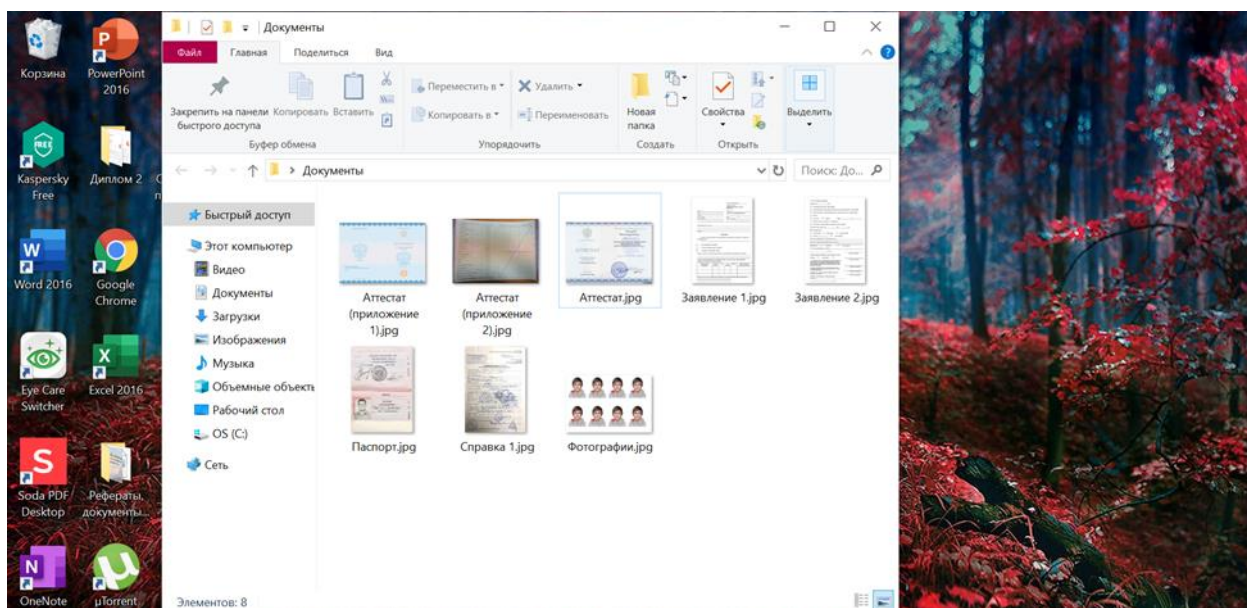 Корзина
PowerPoint
2016
Kaspersky
Free
Диплом 2
Word 2016
Google
Chrome
Eye Care
Switcher
Excel 2016
Soda PDF
Desktop
Рефераты,
документы...
OneNote
µTorrent
Документы
Файл
Главная
Поделиться
Вид
Закрепить на панели
быстрого доступа
Копировать
Вставить
Переместить в
Копировать в
Удалить
Переименовать
Новая
папка
Свойства
Выделить
Буфер обмена
Упорядочить
Создать
Открыть
Документы
Поиск: До...
Быстрый доступ
Этот компьютер
Видео
Документы
Загрузки
Изображения
Музыка
Объемные объекть
Рабочий стол
OS (C:)
Сеть
Аттестат
(приложение
1).jpg
Аттестат
(приложение
2).jpg
Аттестат.jpg
Заявление 1.jpg
Заявление 2.jpg
Паспорт.jpg
Справка 1.jpg
Фотографии.jpg
Элементов: 8